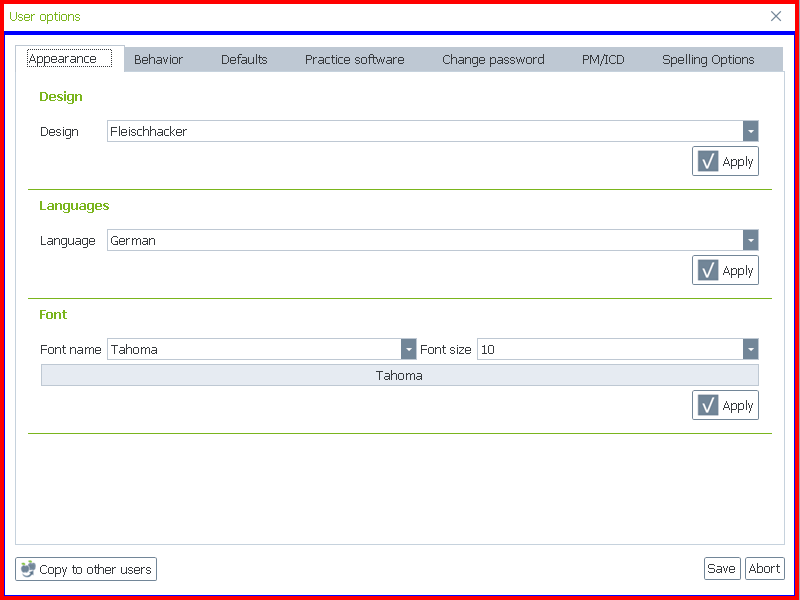 User options
Appearance Behavior Defaults Practice software Change password PM/ICD Spelling Options
Design
Design Fleischhacker
Apply
Languages
Language German
Apply
Font
Font name Tahoma Font size 10
Tahoma
Apply
Copy to other users Save Abort